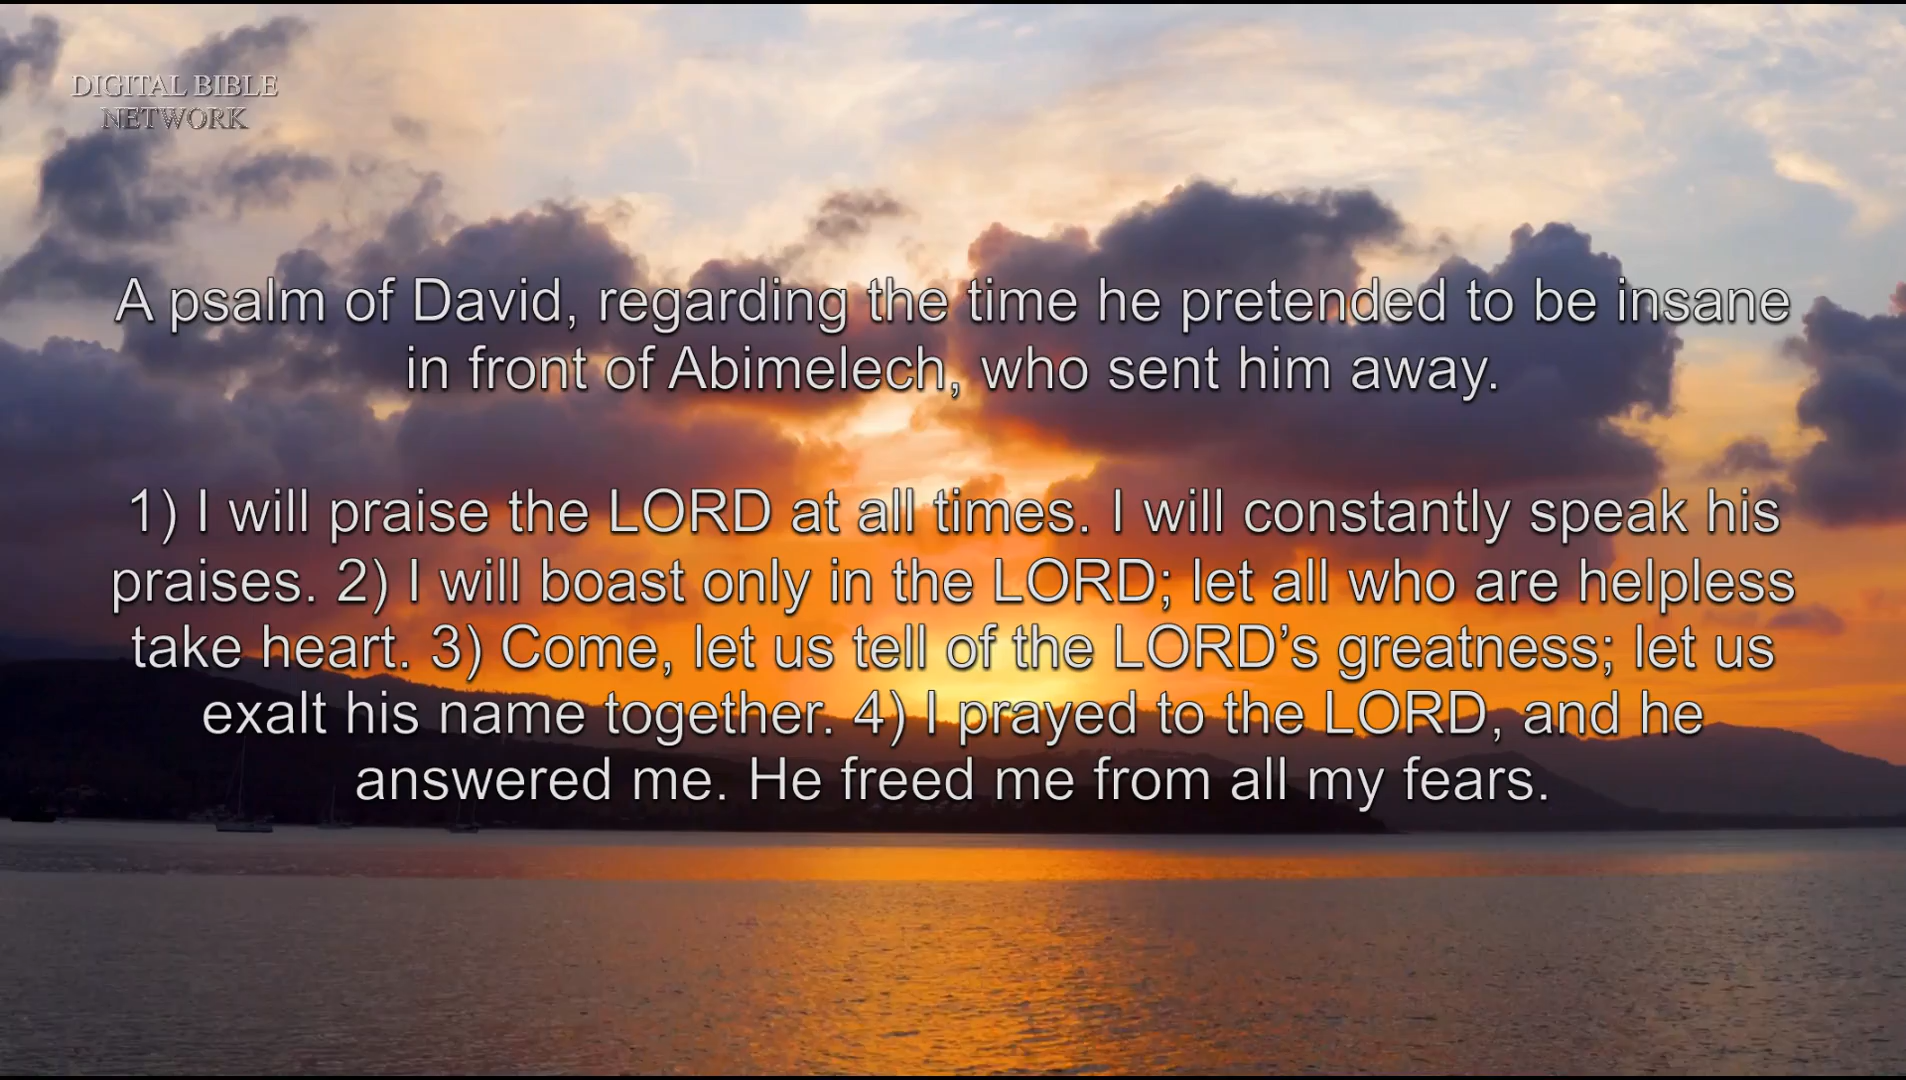 DIGITAL BIBLE
NETWORK
A psalm of David, regarding the time he pretended to be insane
in front of Abimelech, who sent him away.
1) I will praise the LORD at all times. I will constantly speak his
praises. 2) I will boast only in the LORD; let all who are helpless
take heart. 3) Come, let us tell of the LORD’s greatness; let us
exalt his name together. 4) I prayed to the LORD, and he
answered me. He freed me from all my fears.